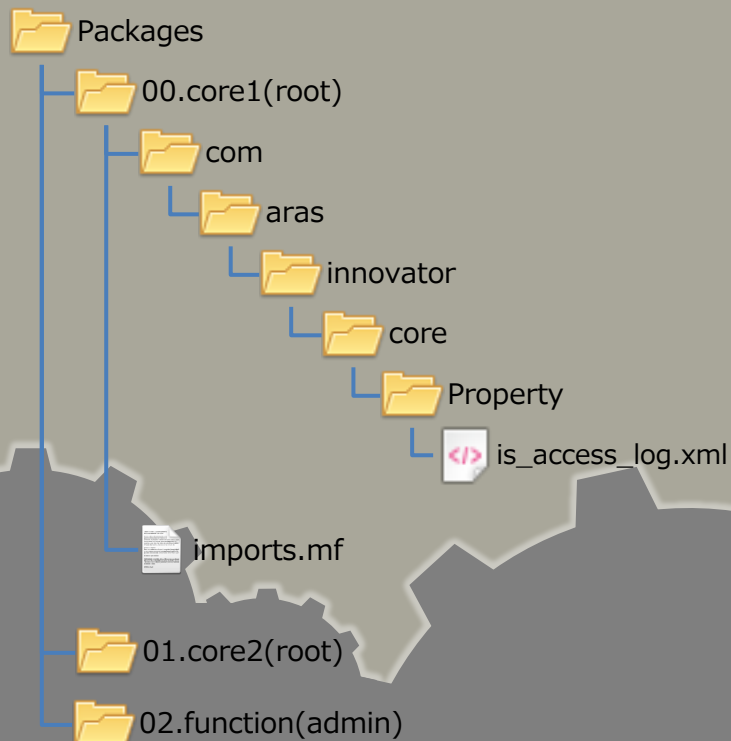 Packages
00.core1(root)
com
aras
innovator
core
Property
is_access_log.xml
imports.mf
01.core2(root)
02.function(admin)